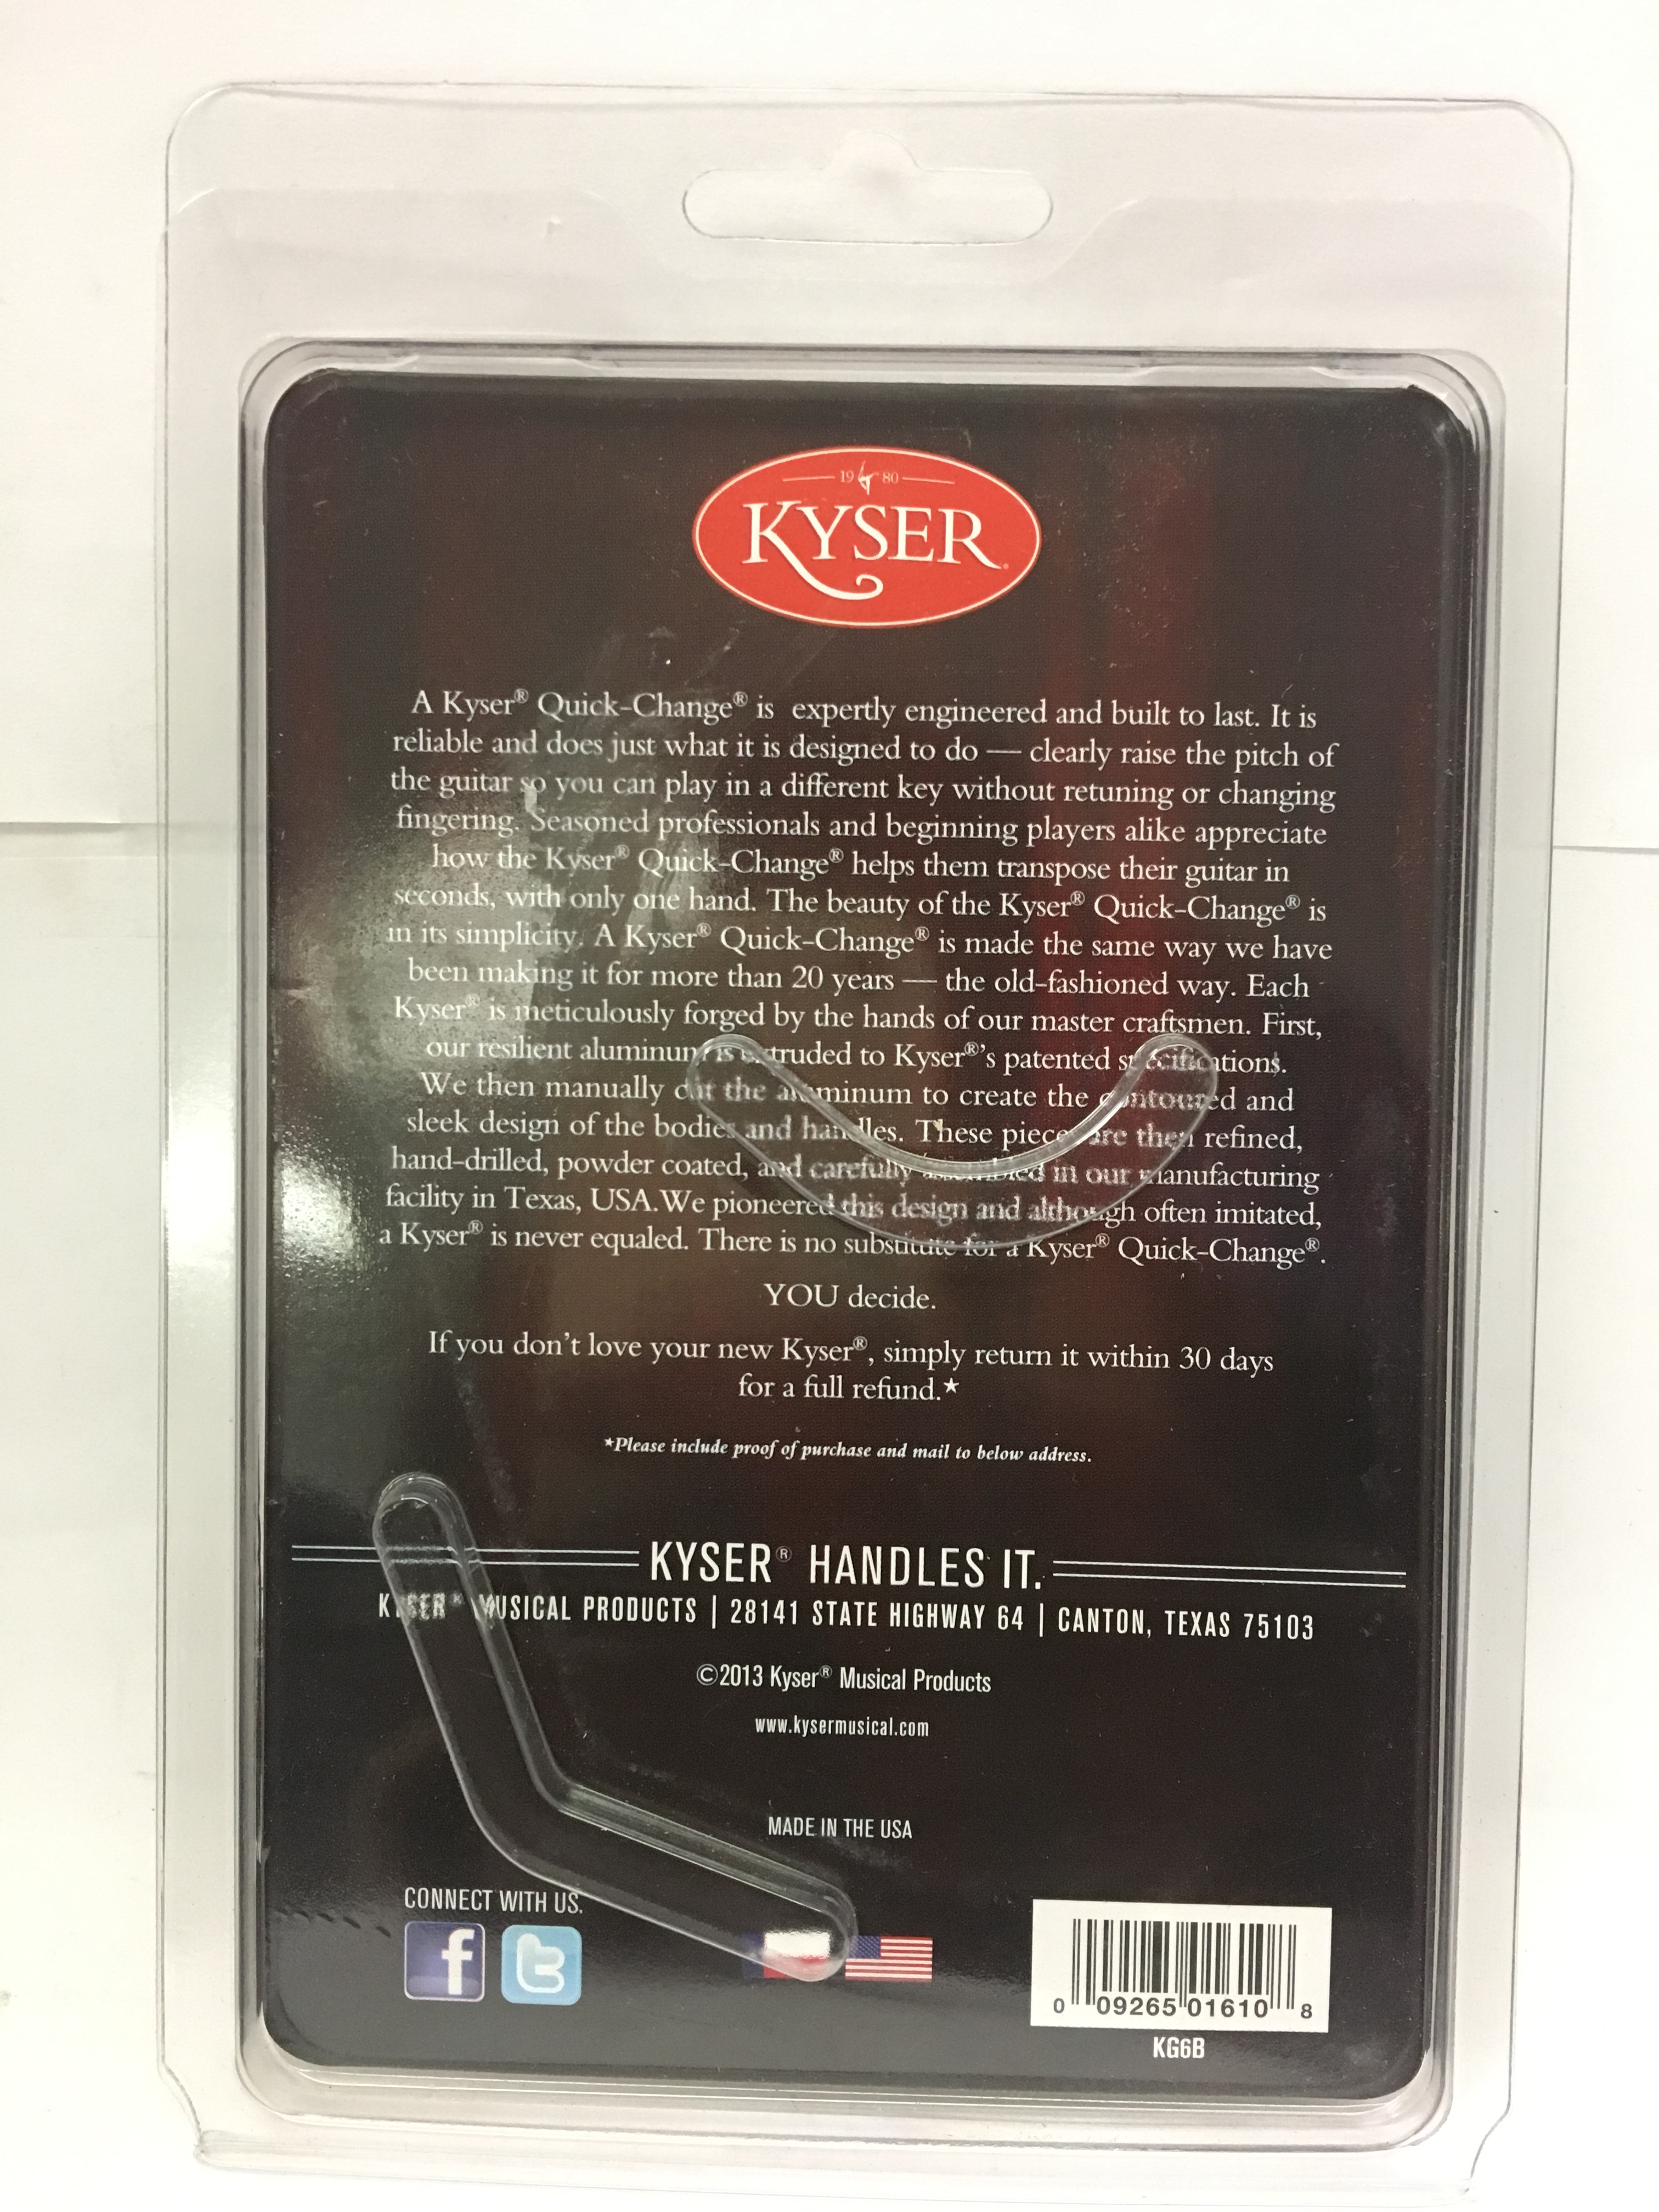 19 80
KYSER
A Kyser® Quick-Change® is expertly engineered and built to last. It is
reliable and does just what it is designed to do — clearly raise the pitch of
the guitar so you can play in a different key without retuning or changing
fingering. Seasoned professionals and beginning players alike appreciate
how the Kyser® Quick-Change® helps them transpose their guitar in
seconds, with only one hand. The beauty of the Kyser® Quick-Change® is
in its simplicity. A Kyser® Quick-Change® is made the same way we have
been making it for more than 20 years — the old-fashioned way. Each
Kyser® is meticulously forged by the hands of our master craftsmen. First,
our resilient aluminum is extruded to Kyser®'s patented specifications.
We then manually cut the aluminum to create the contoured and
sleek design of the bodies and handles. These pieces are then refined,
hand-drilled, powder coated, and carefully assembled in our manufacturing
facility in Texas, USA. We pioneered this design and although often imitated,
a Kyser® is never equaled. There is no substitute for a Kyser® Quick-Change®.
YOU decide.
If you don't love your new Kyser®, simply return it within 30 days
for a full refund.★
★Please include proof of purchase and mail to below address.
KYSER® HANDLES IT.
KYSER® MUSICAL PRODUCTS | 28141 STATE HIGHWAY 64 | CANTON, TEXAS 75103
©2013 Kyser® Musical Products
www.kysermusical.com
MADE IN THE USA
CONNECT WITH US.
f t
0 09265 01610 8
KG6B